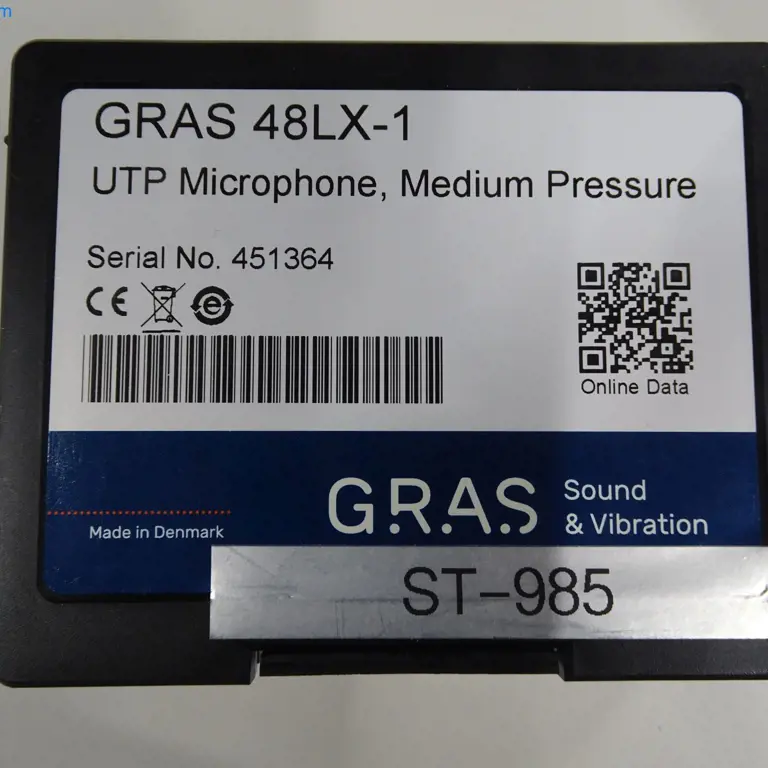 m
GRAS 48LX-1
UTP Microphone, Medium Pressure
Serial No. 451364
CE
Online Data
GRAS Sound
& Vibration
Made in Denmark
ST-985